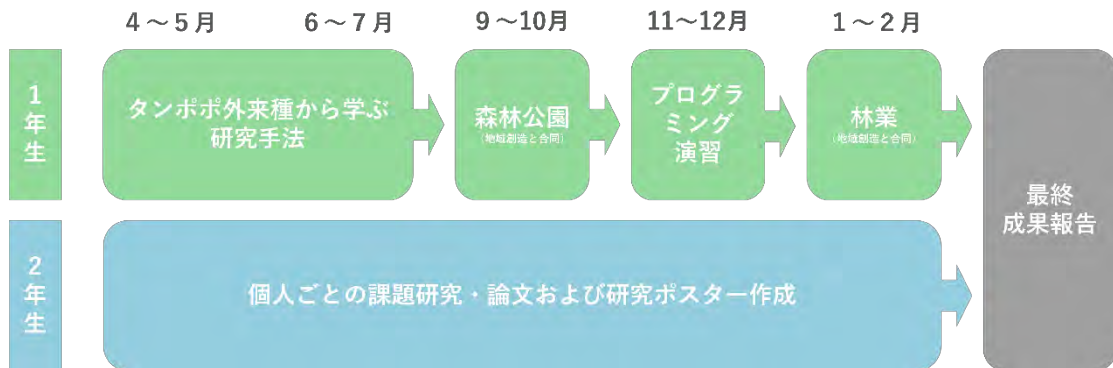 4～5月
6～7月
9～10月
11～12月
1～2月
1
年
生
タンポポ外来種から学ぶ
研究手法
森林公園
(地域創造と合同)
プログラ
ミング
演習
林業
(地域創造と合同)
最終
成果報告
2
年
生
個人ごとの課題研究・論文および研究ポスター作成